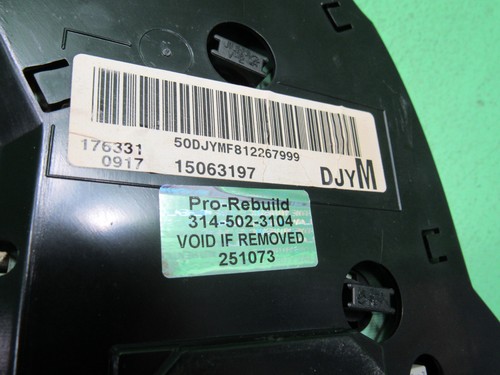 50DJYMF812267999
176331
0917
15063197
DJYM
Pro-Rebuild
314-502-3104
VOID IF REMOVED
251073